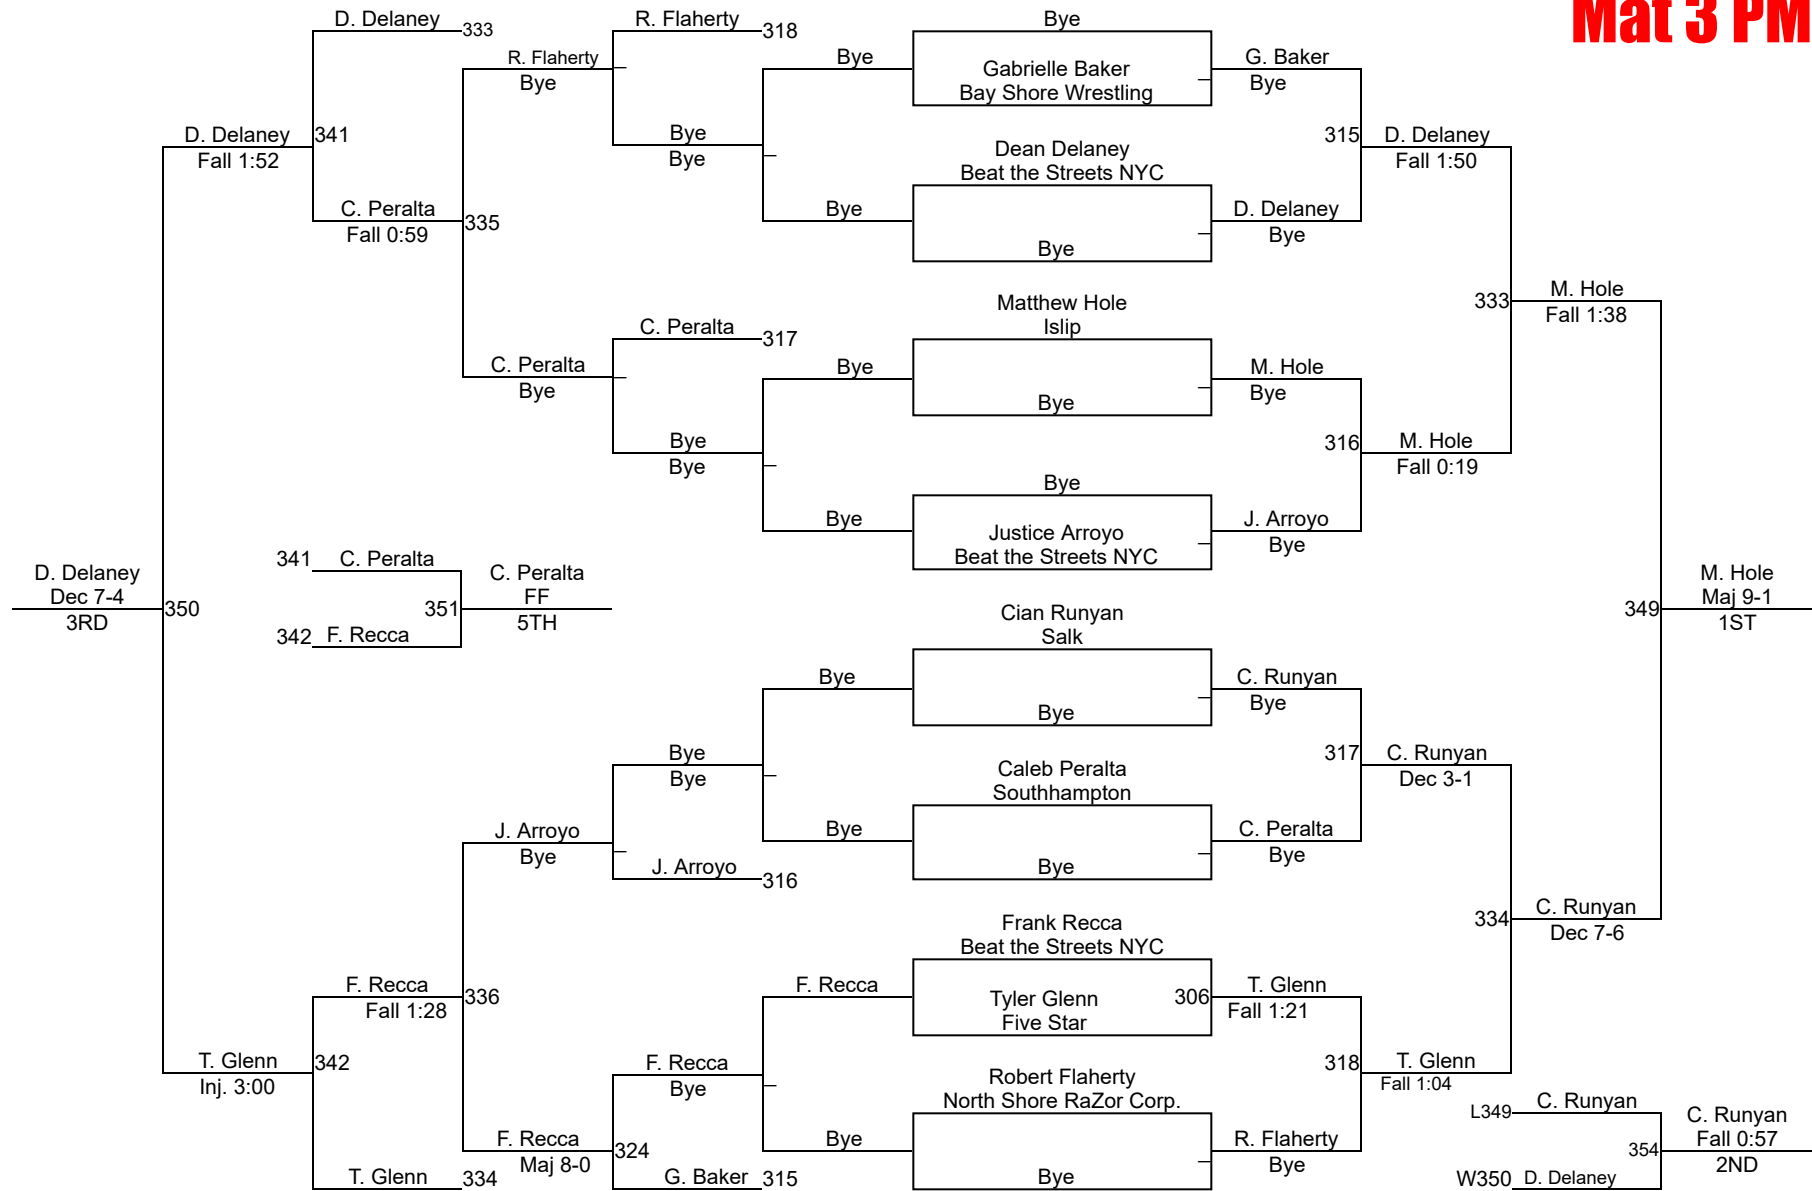 Mat 3 PM
D. Delaney 333
R. Flaherty 318
Bye
R. Flaherty
Bye
Bye
Gabrielle Baker
Bay Shore Wrestling
G. Baker
Bye
D. Delaney 341
Fall 1:52
Bye
Bye
Dean Delaney
Beat the Streets NYC
315 D. Delaney
Fall 1:50
C. Peralta
Fall 0:59
335
Bye
Bye
D. Delaney
Bye
Matthew Hole
Islip
333 M. Hole
Fall 1:38
C. Peralta 317
C. Peralta
Bye
Bye
Bye
M. Hole
Bye
Bye
Bye
316 M. Hole
Fall 0:19
Bye
Bye
Justice Arroyo
Beat the Streets NYC
J. Arroyo
Bye
341 C. Peralta
D. Delaney
Dec 7-4
3RD
350
C. Peralta
FF
5TH
351
342 F. Recca
Cian Runyan
Salk
349
M. Hole
Maj 9-1
1ST
Bye
Bye
C. Runyan
Bye
Bye
Bye
Caleb Peralta
Southhampton
317 C. Runyan
Dec 3-1
J. Arroyo
Bye
Bye
Bye
C. Peralta
Bye
J. Arroyo 316
Frank Recca
Beat the Streets NYC
334 C. Runyan
Dec 7-6
F. Recca
Fall 1:28
336
F. Recca
Tyler Glenn
Five Star
306 T. Glenn
Fall 1:21
T. Glenn
Inj. 3:00
342
F. Recca
Bye
Robert Flaherty
North Shore RaZor Corp.
318 T. Glenn
Fall 1:04
L349 C. Runyan
F. Recca
Maj 8-0
324
Bye
Bye
R. Flaherty
Bye
354
C. Runyan
Fall 0:57
2ND
T. Glenn 334
G. Baker 315
W350 D. Delaney